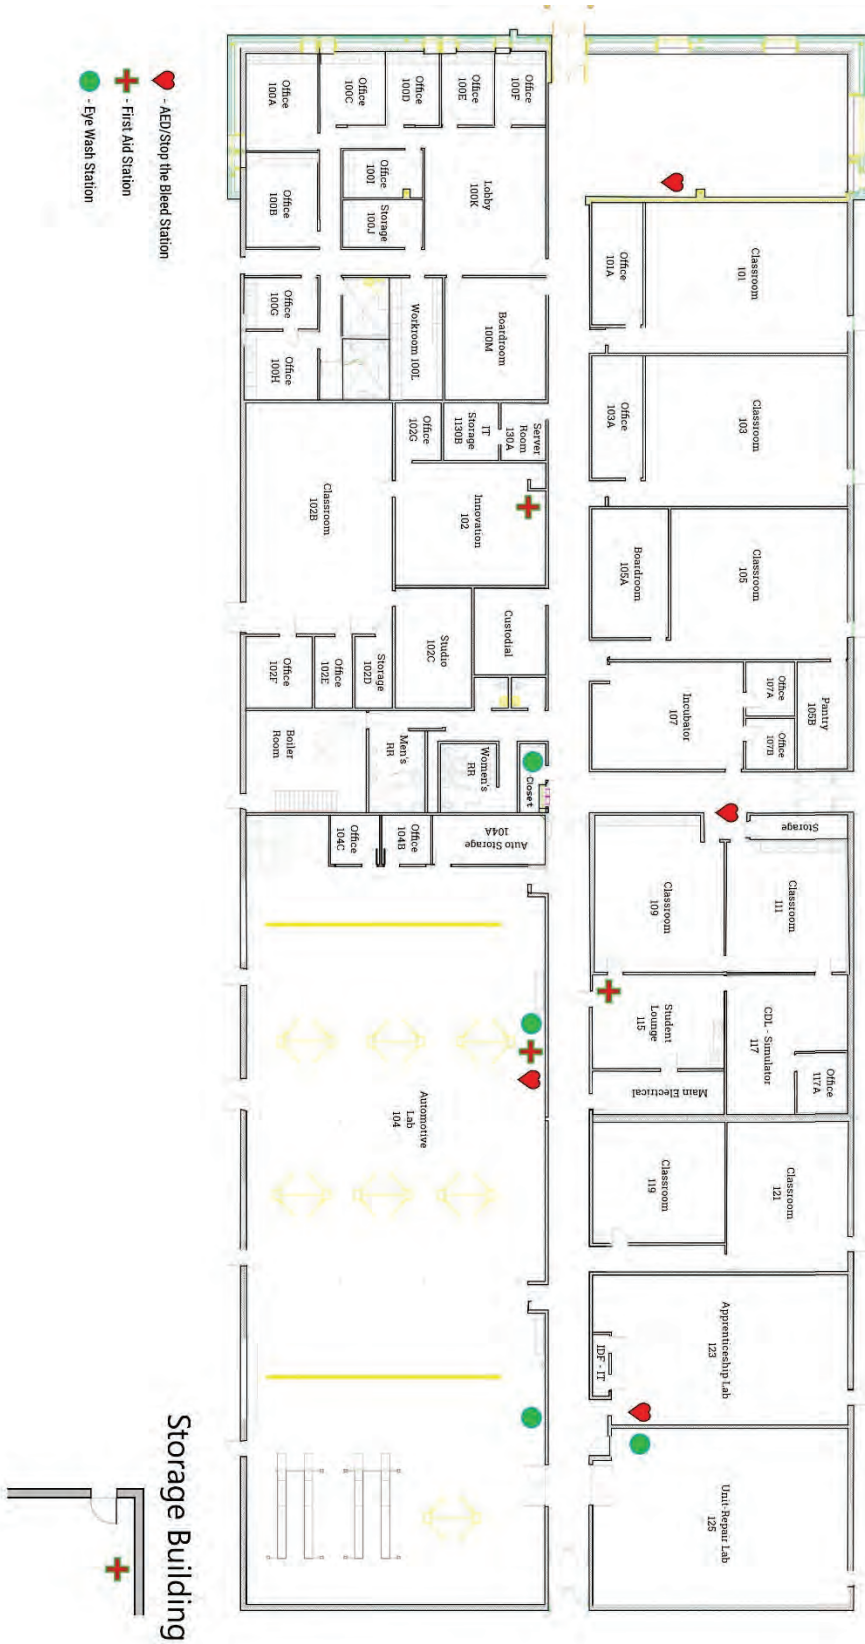 - AED/Stop the Bleed Station
- First Aid Station
- Eye Wash Station
Office
100A
Office
100C
Office
100D
Office
100E
Office
100F
Office
100B
Office
100I
Storage
100J
Lobby
100K
Office
100G
Office
100H
Workroom 100L
Boardroom
100M
Office
101A
Classroom
101
Office
103A
Classroom
103
Office
102G
IT
Storage
1130B
Server
Room
130A
Classroom
102B
Innovation
102
Boardroom
105A
Classroom
105
Custodial
Studio
102C
Storage
102D
Office
102E
Office
102F
Incubator
107
Office
107A
Office
107B
Pantry
105B
Boiler
Room
Men's
RR
Women's
RR
Closet
Office
104C
Office
104B
Auto Storage
104A
Storage
Classroom
109
Classroom
111
Student
Lounge
115
CDL - Simulator
117
Office
117A
Main Electrical
Automotive
Lab
104
Classroom
119
Classroom
121
Apprenticeship Lab
123
IDF - IT
Unit-Repair Lab
125
Storage Building